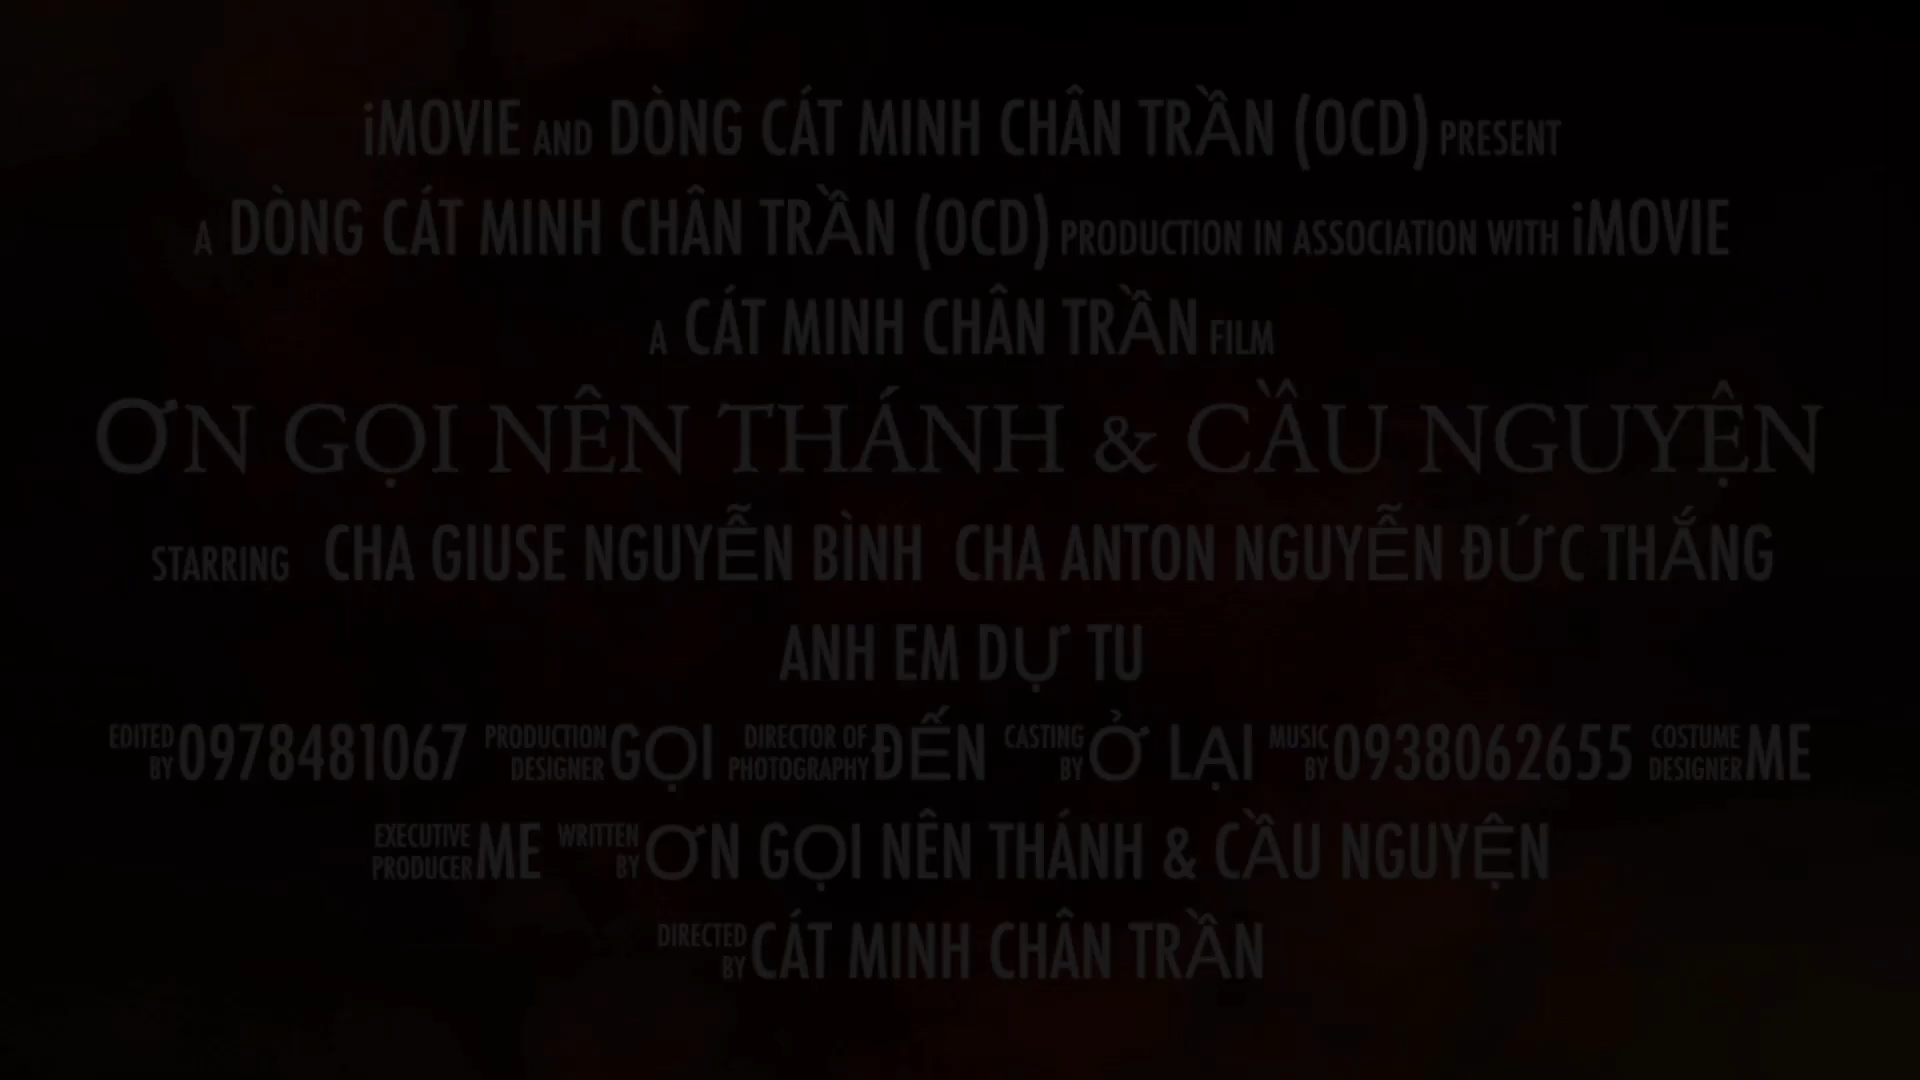 iMOVIE AND DÒNG CÁT MINH CHÂN TRẦN (OCD) PRESENT
A DÒNG CÁT MINH CHÂN TRẦN (OCD) PRODUCTION IN ASSOCIATION WITH iMOVIE
A CÁT MINH CHÂN TRẦN FILM
ƠN GỌI NÊN THÁNH & CẦU NGUYỆN
STARRING CHA GIUSE NGUYỄN BÌNH CHA ANTON NGUYỄN ĐỨC THẮNG
ANH EM DỰ TU
EDITED BY 0978481067 PRODUCTION DESIGNER GỌI DIRECTOR OF PHOTOGRAPHY ĐẾN CASTING BY Ở LẠI MUSIC BY 0938062655 COSTUME DESIGNER ME
EXECUTIVE PRODUCER ME WRITTEN BY ƠN GỌI NÊN THÁNH & CẦU NGUYỆN
DIRECTED BY CÁT MINH CHÂN TRẦN